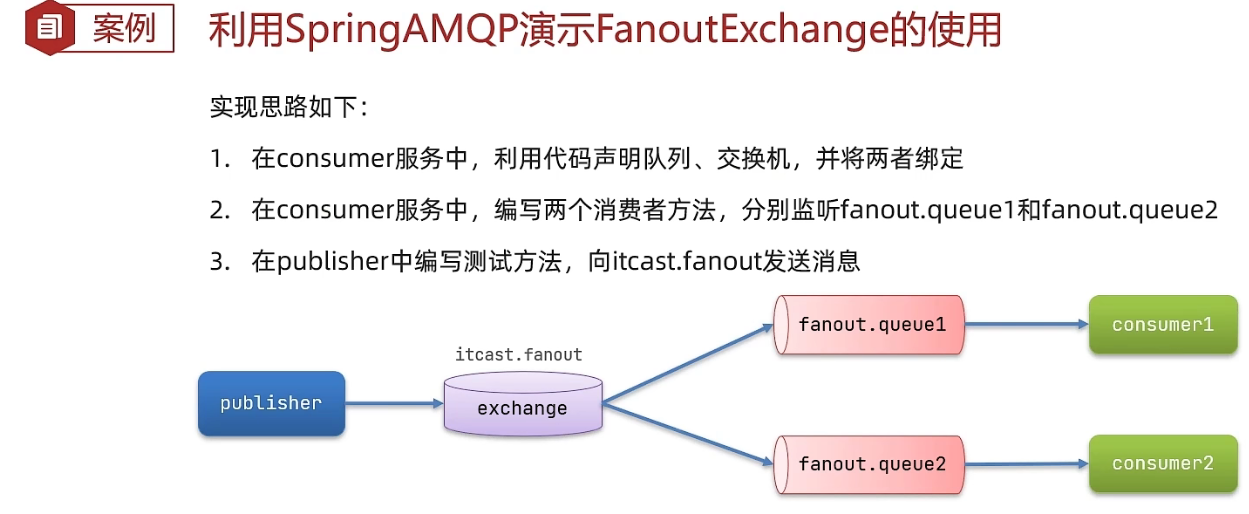 案例
利用SpringAMQP演示FanoutExchange的使用
实现思路如下：
1. 在consumer服务中，利用代码声明队列、交换机，并将两者绑定
2. 在consumer服务中，编写两个消费者方法，分别监听fanout.queue1和fanout.queue2
3. 在publisher中编写测试方法，向itcast.fanout发送消息
publisher
itcast.fanout
exchange
fanout.queue1
consumer1
fanout.queue2
consumer2